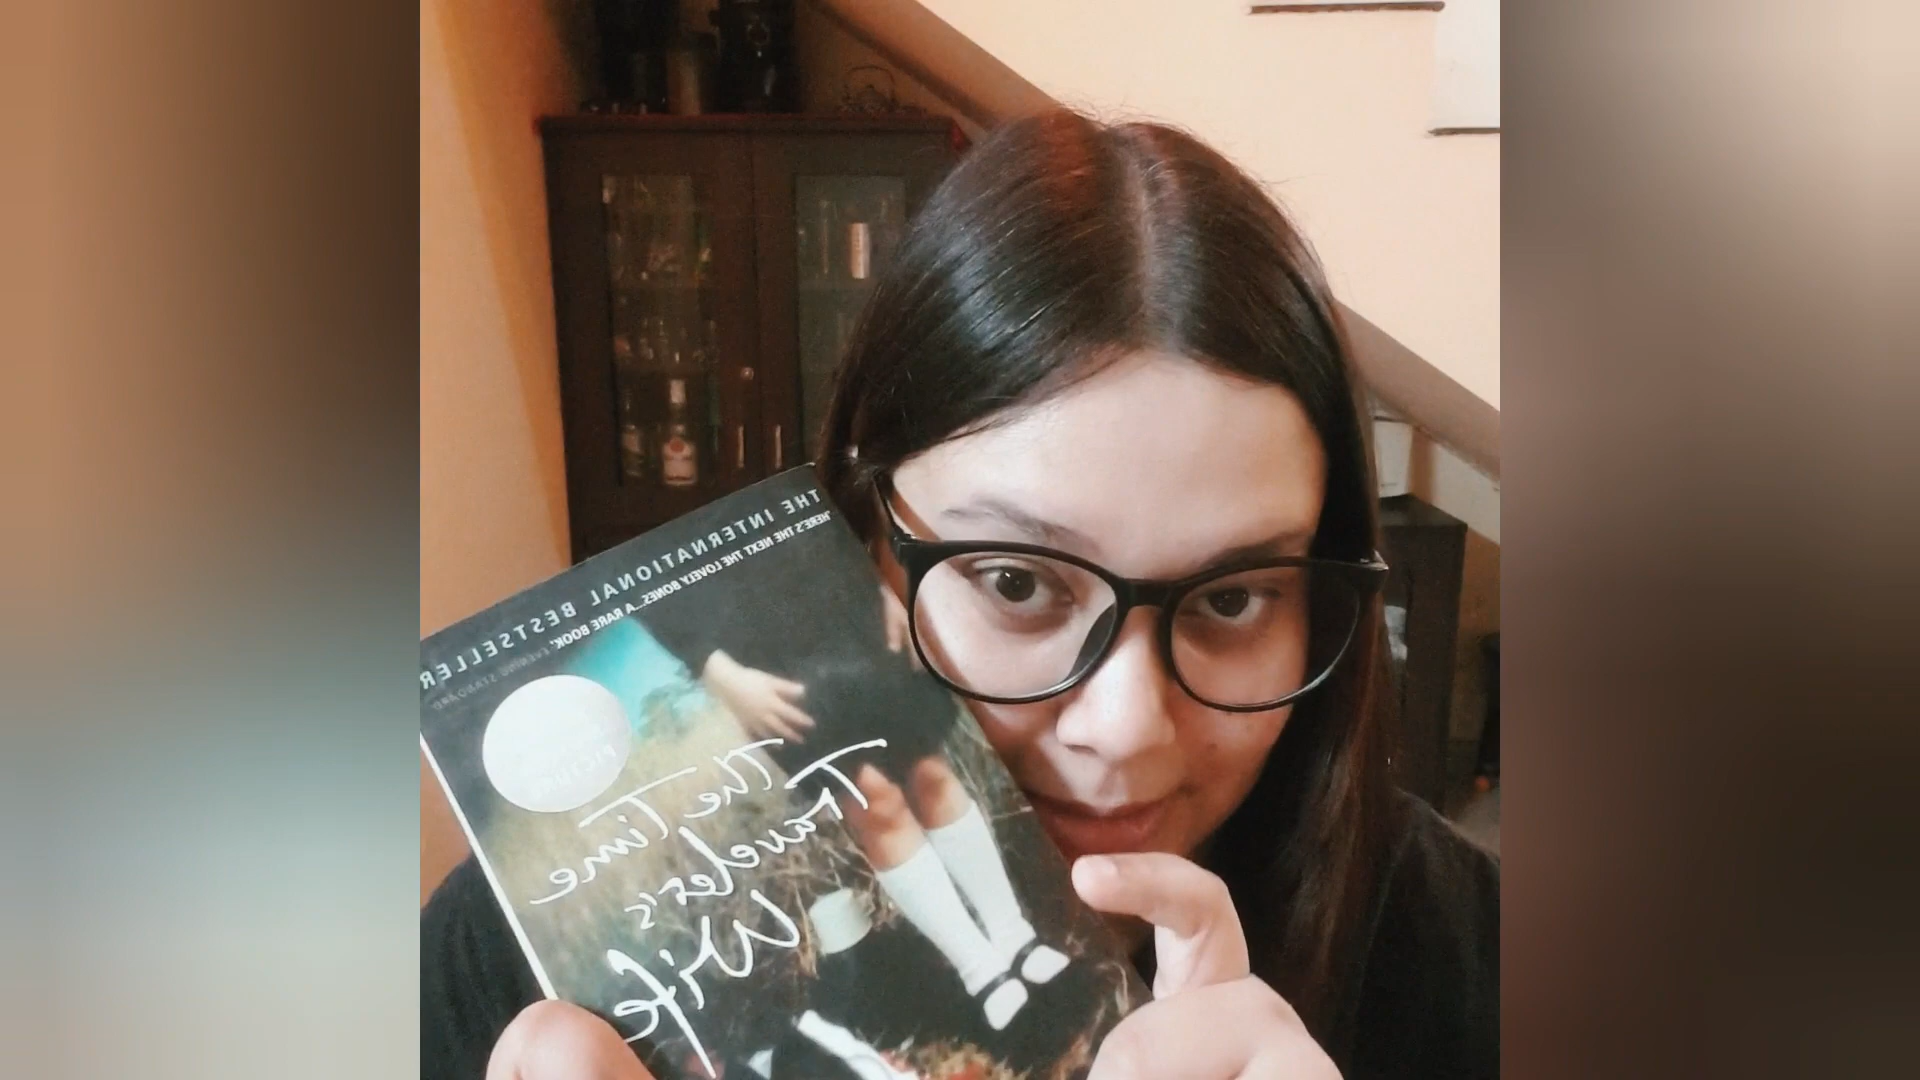 THE INTERNATIONAL BESTSELLER
'HERE'S THE NEXT THE LOVELY BONES...A RARE BOOK' EVENING STANDARD
The Time
Traveler's
Wife